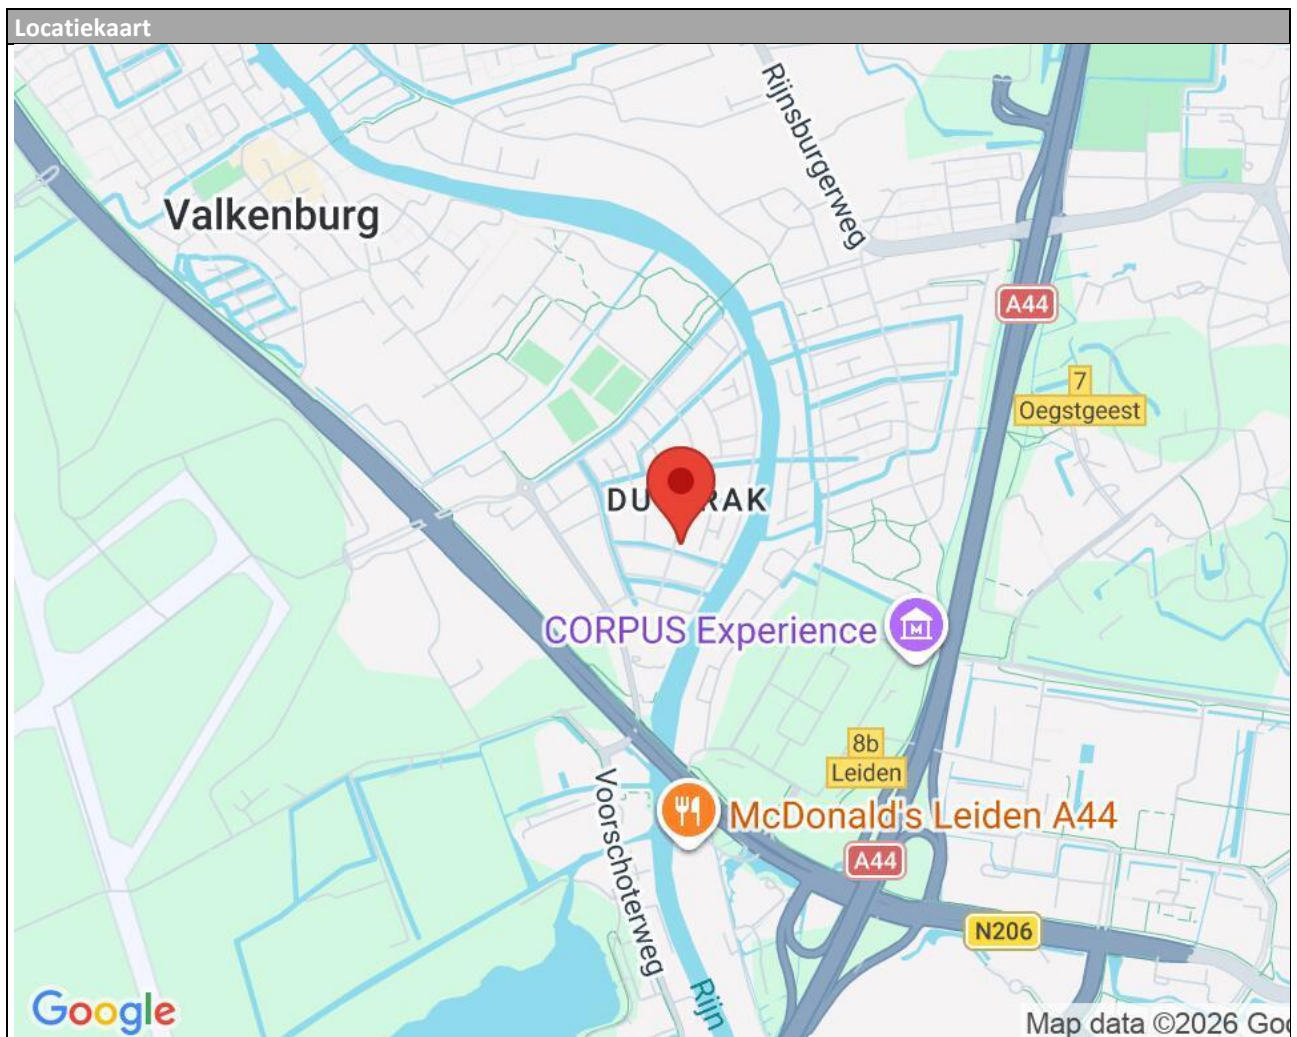 Locatiekaart
Rijnsburgerweg
Valkenburg
A44
7
Oegstgeest
DU RAK
CORPUS Experience
8b
Leiden
Voorschoterweg
McDonald's Leiden A44
A44
N206
Rijn
Google
Map data ©2026 Goo